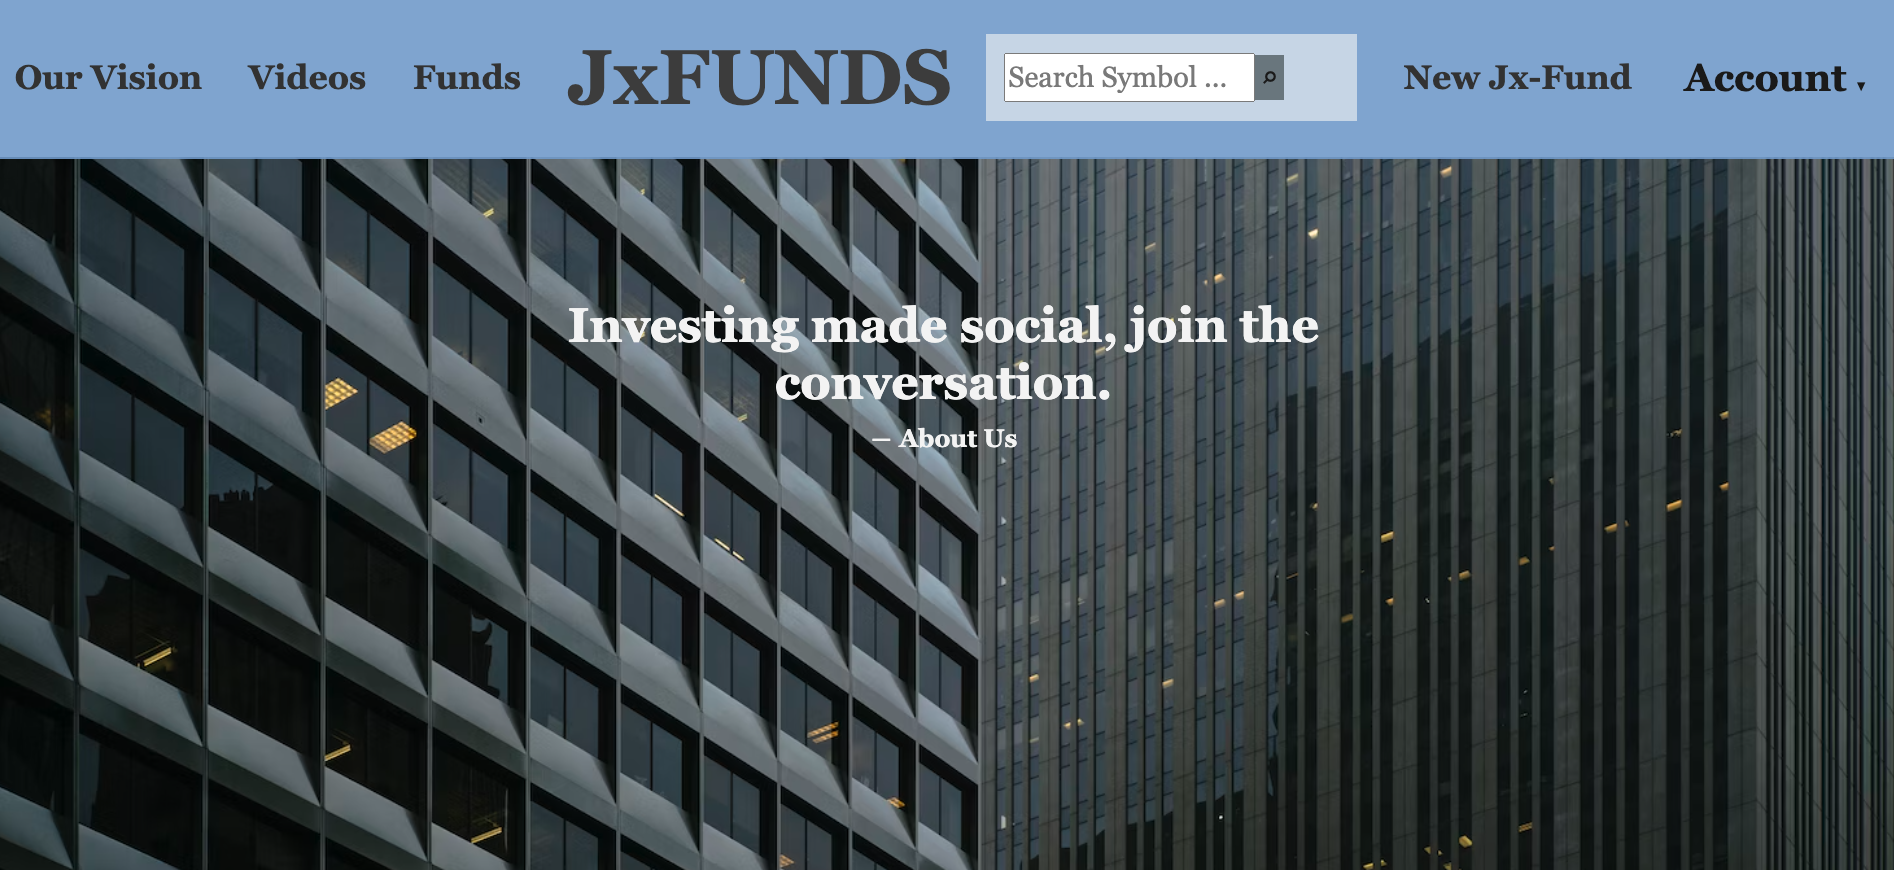 Our Vision Videos Funds JxFUNDS Search Symbol ... New Jx-Fund Account ▾
Investing made social, join the
conversation.
— About Us